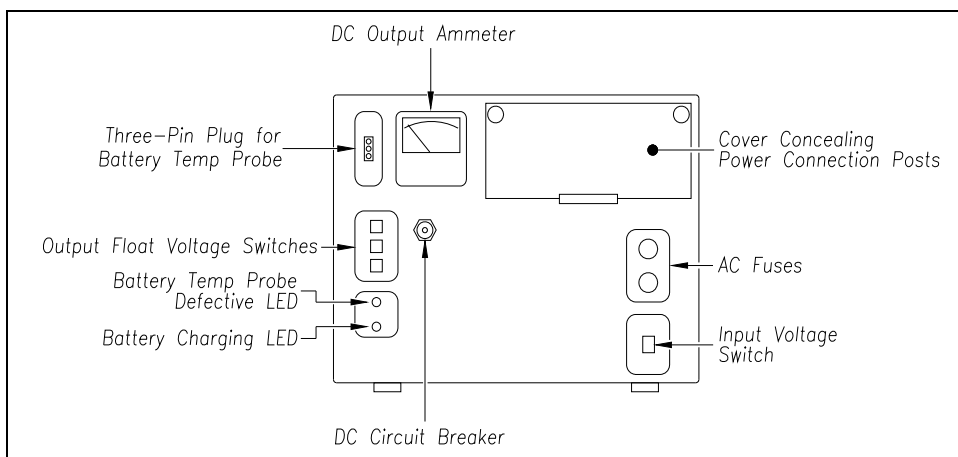 DC Output Ammeter
Three-Pin Plug for
Battery Temp Probe
Cover Concealing
Power Connection Posts
Output Float Voltage Switches
AC Fuses
Battery Temp Probe
Defective LED
Battery Charging LED
Input Voltage
Switch
DC Circuit Breaker